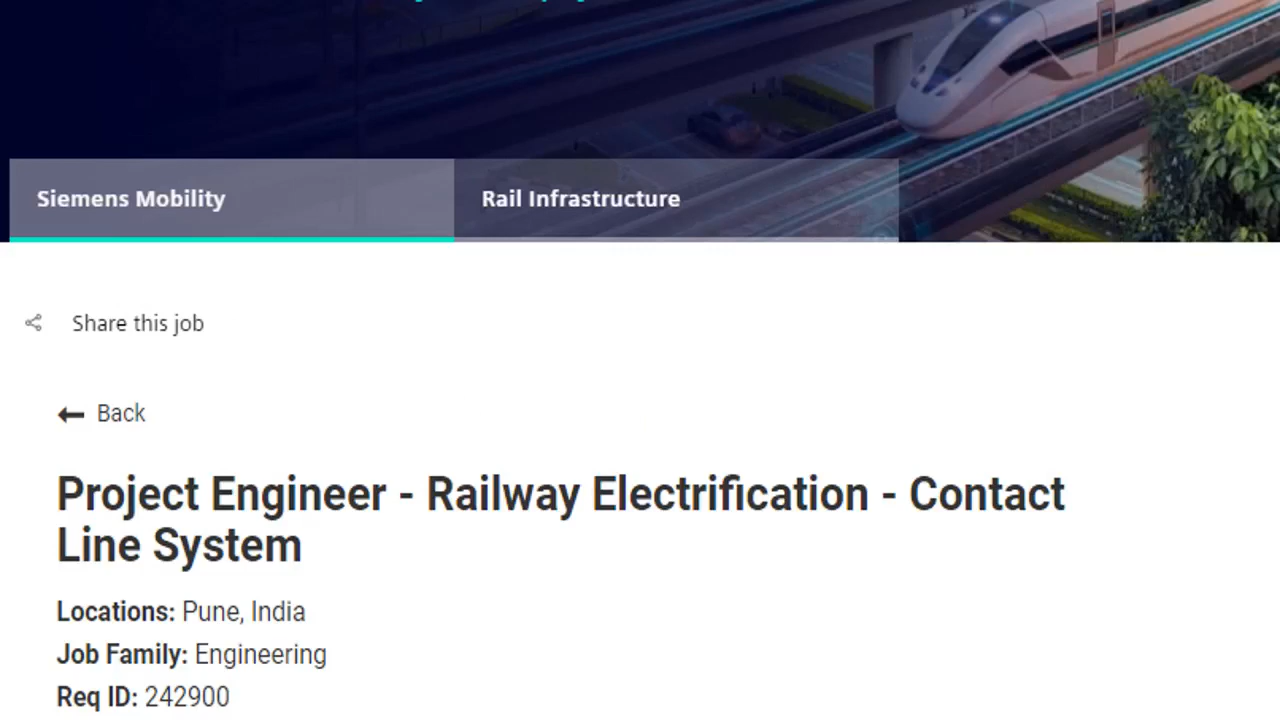 Siemens Mobility
Rail Infrastructure
Share this job
Back
Project Engineer - Railway Electrification - Contact
Line System
Locations: Pune, India
Job Family: Engineering
Req ID: 242900